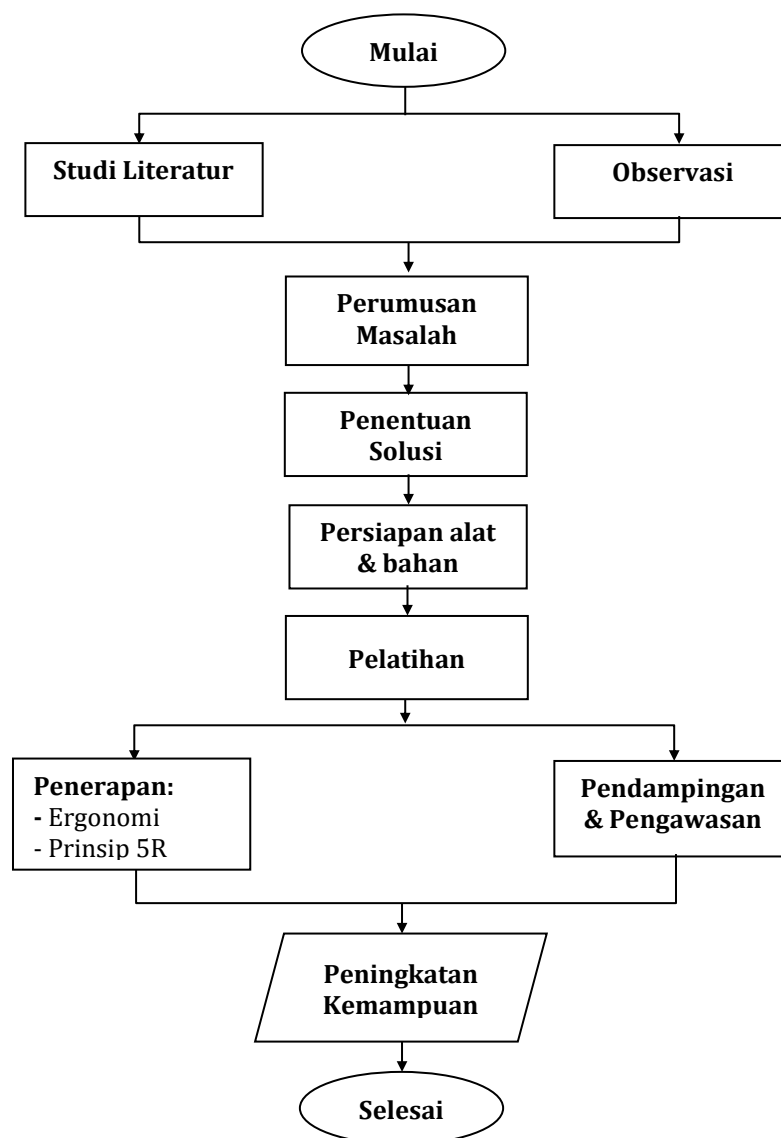 Mulai
Studi Literatur
Observasi
Perumusan
Masalah
Penentuan
Solusi
Persiapan alat
& bahan
Pelatihan
Penerapan:
- Ergonomi
- Prinsip 5R
Pendampingan
& Pengawasan
Peningkatan
Kemampuan
Selesai